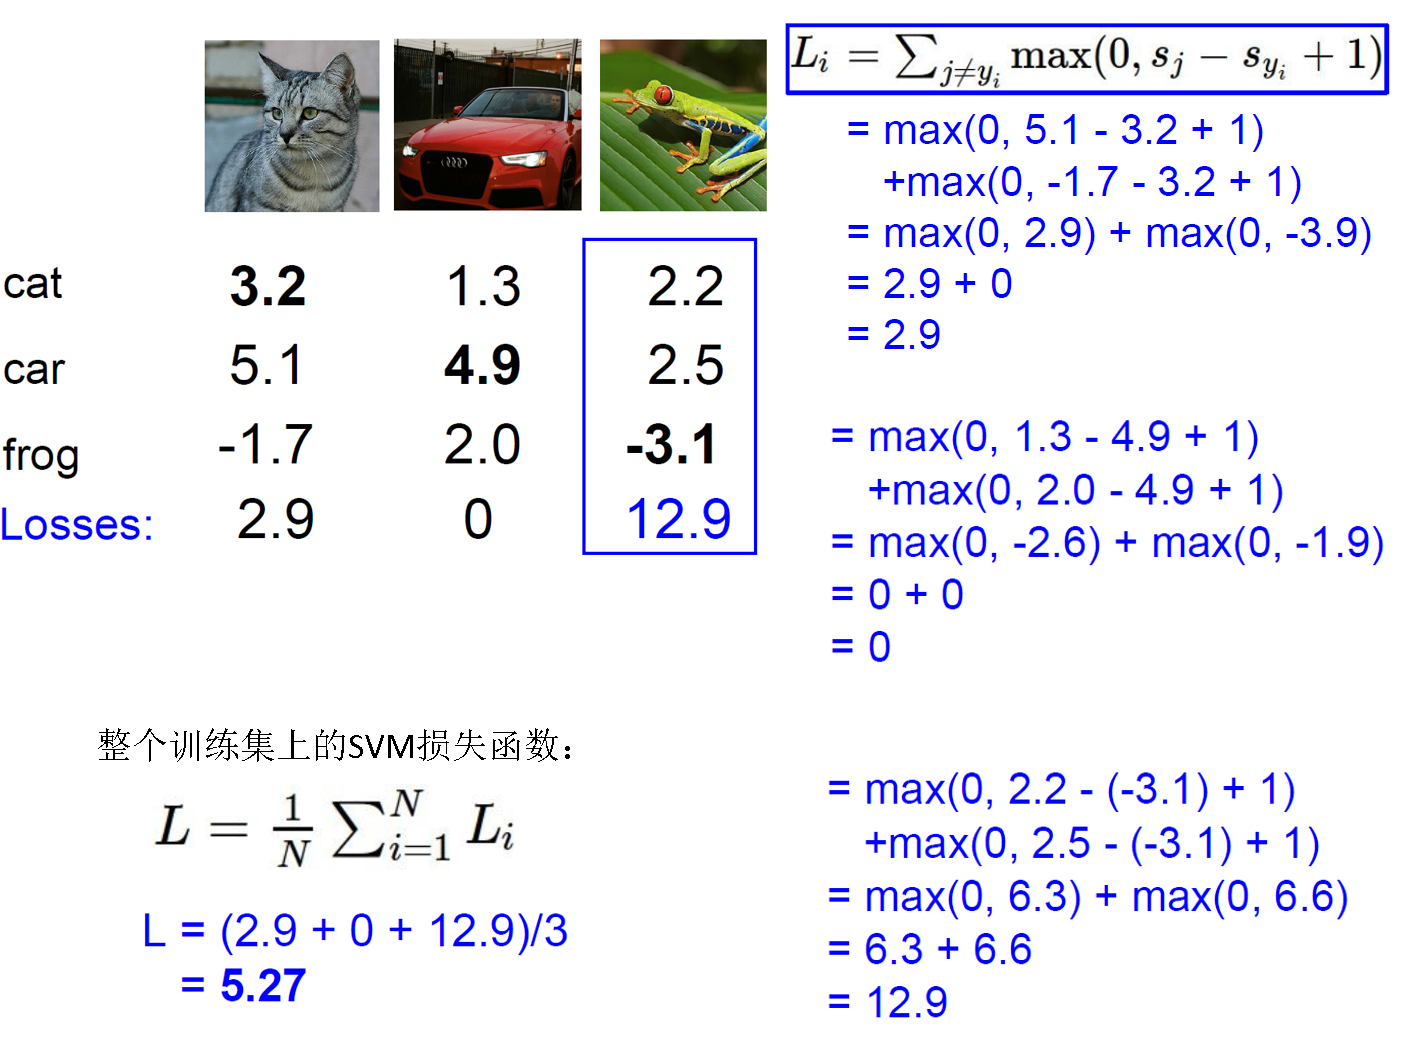 L_i = ∑_{j≠y_i} max(0, s_j − s_{y_i} + 1)
= max(0, 5.1 - 3.2 + 1)
+max(0, -1.7 - 3.2 + 1)
= max(0, 2.9) + max(0, -3.9)
= 2.9 + 0
= 2.9
cat 3.2 1.3 2.2
car 5.1 4.9 2.5
frog -1.7 2.0 -3.1
Losses: 2.9 0 12.9
= max(0, 1.3 - 4.9 + 1)
+max(0, 2.0 - 4.9 + 1)
= max(0, -2.6) + max(0, -1.9)
= 0 + 0
= 0
整个训练集上的SVM损失函数：
L = \frac{1}{N} ∑_{i=1}^{N} L_i
L = (2.9 + 0 + 12.9)/3
= 5.27
= max(0, 2.2 - (-3.1) + 1)
+max(0, 2.5 - (-3.1) + 1)
= max(0, 6.3) + max(0, 6.6)
= 6.3 + 6.6
= 12.9